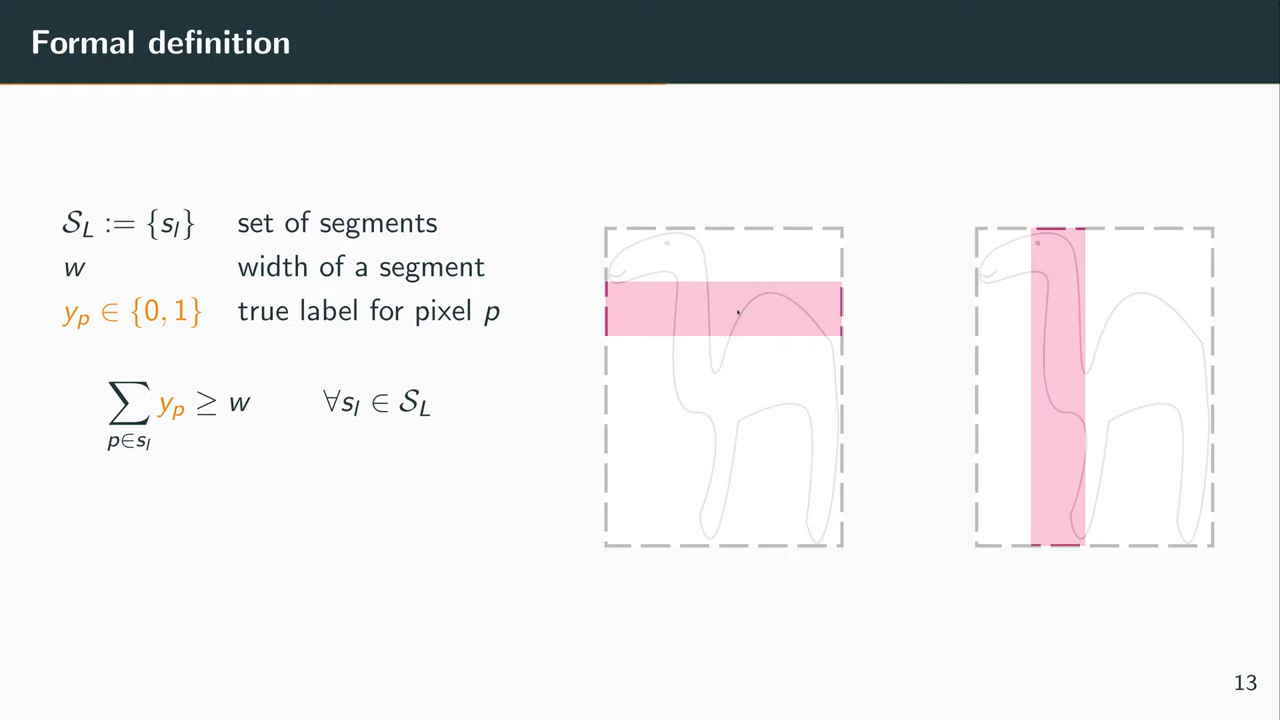 Formal definition
𝒮_L := {s_l} set of segments
w width of a segment
y_p ∈ {0, 1} true label for pixel p
∑_{p∈s_l} y_p ≥ w ∀s_l ∈ 𝒮_L
13